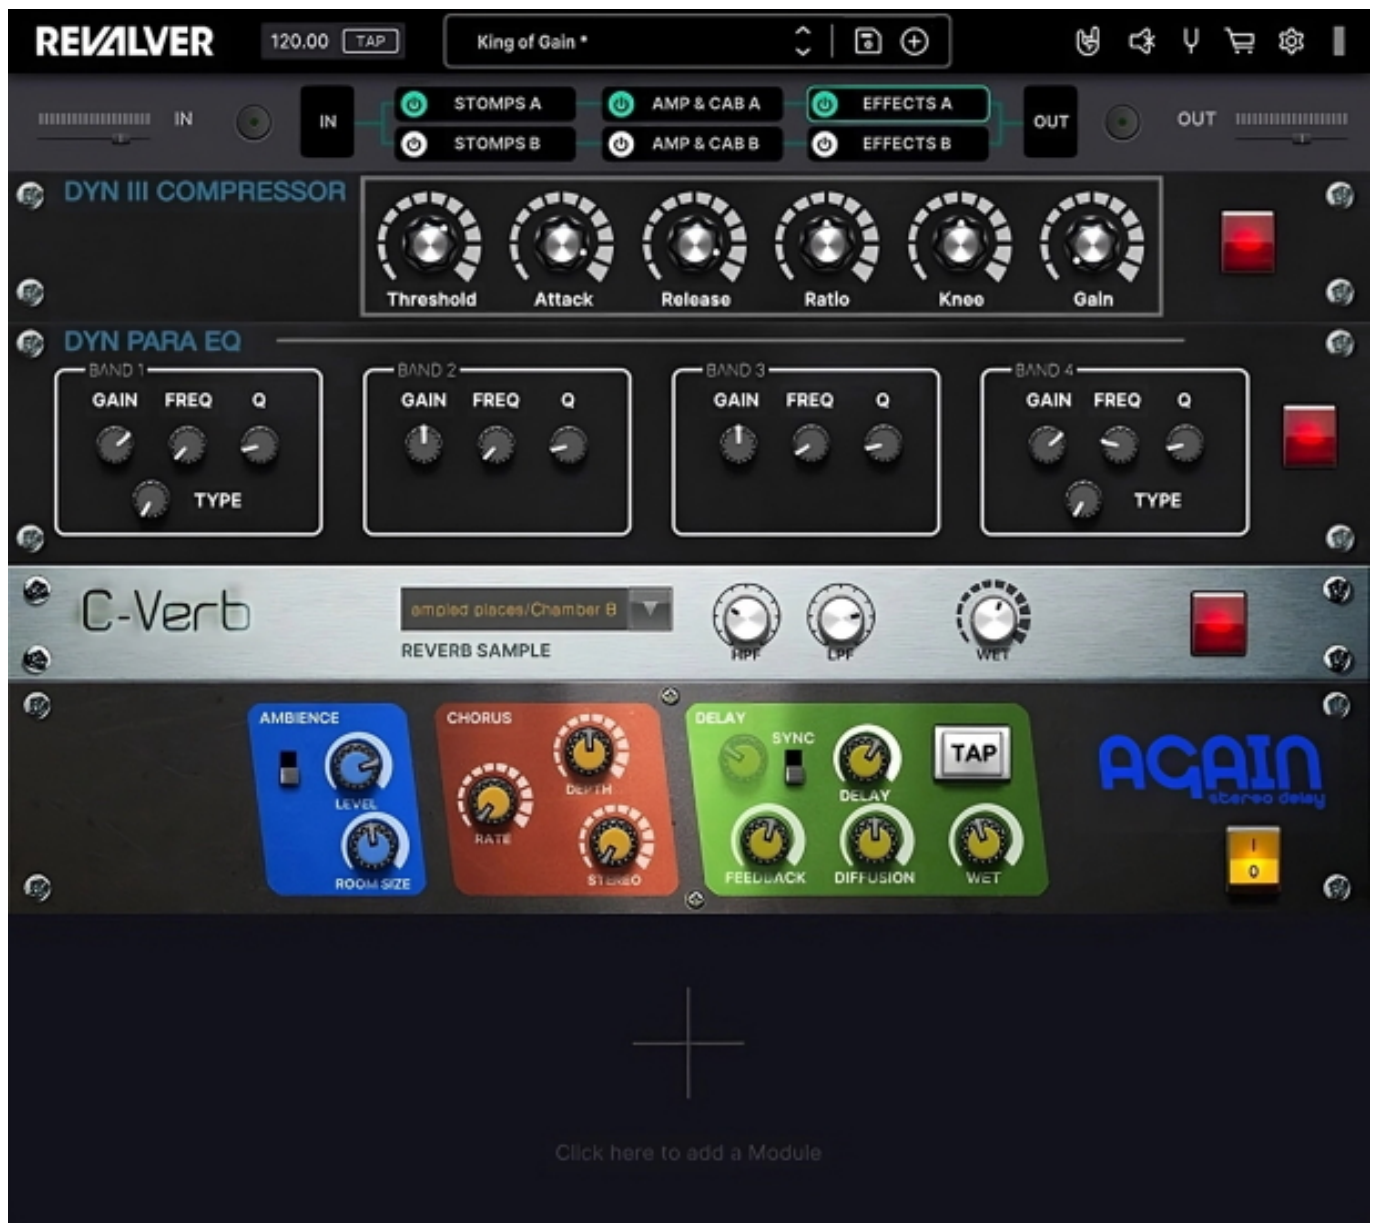 REVALVER
120.00 TAP
King of Gain *
IN
IN
STOMPS A
AMP & CAB A
EFFECTS A
STOMPS B
AMP & CAB B
EFFECTS B
OUT
OUT
DYN III COMPRESSOR
Threshold Attack Release Ratio Knee Gain
DYN PARA EQ
BAND 1 BAND 2 BAND 3 BAND 4
GAIN FREQ Q GAIN FREQ Q GAIN FREQ Q GAIN FREQ Q
TYPE TYPE
C-Verb
ampled places/Chamber B
REVERB SAMPLE
HPF LPF WET
AMBIENCE
LEVEL
ROOM SIZE
CHORUS
DEPTH
RATE
STEREO
DELAY
SYNC
DELAY
TAP
FEEDBACK DIFFUSION WET
AGAIN
stereo delay
I
0
Click here to add a Module